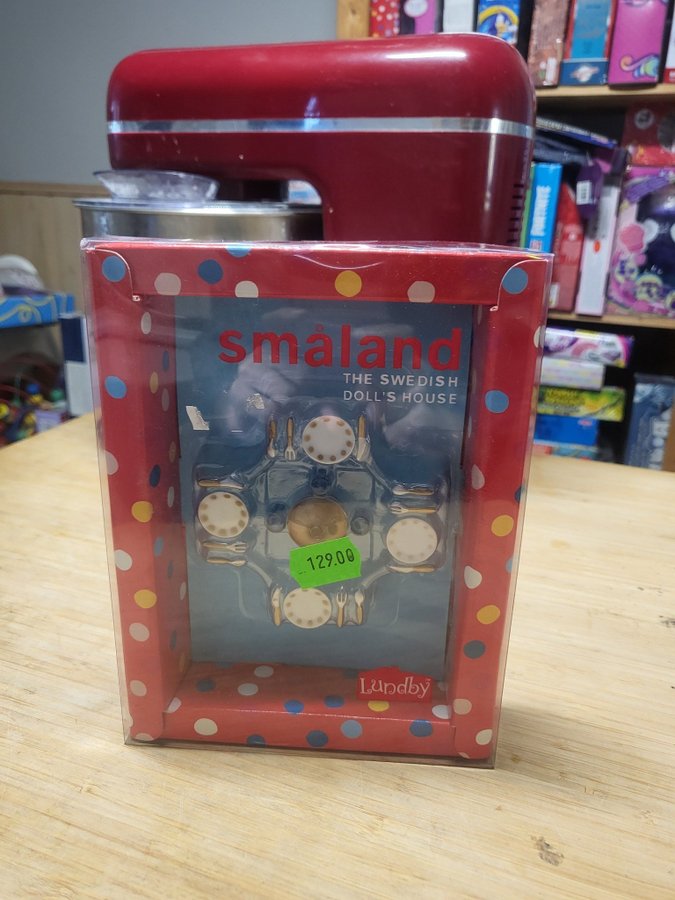 småland
THE SWEDISH
DOLL'S HOUSE
129.00
Lundby